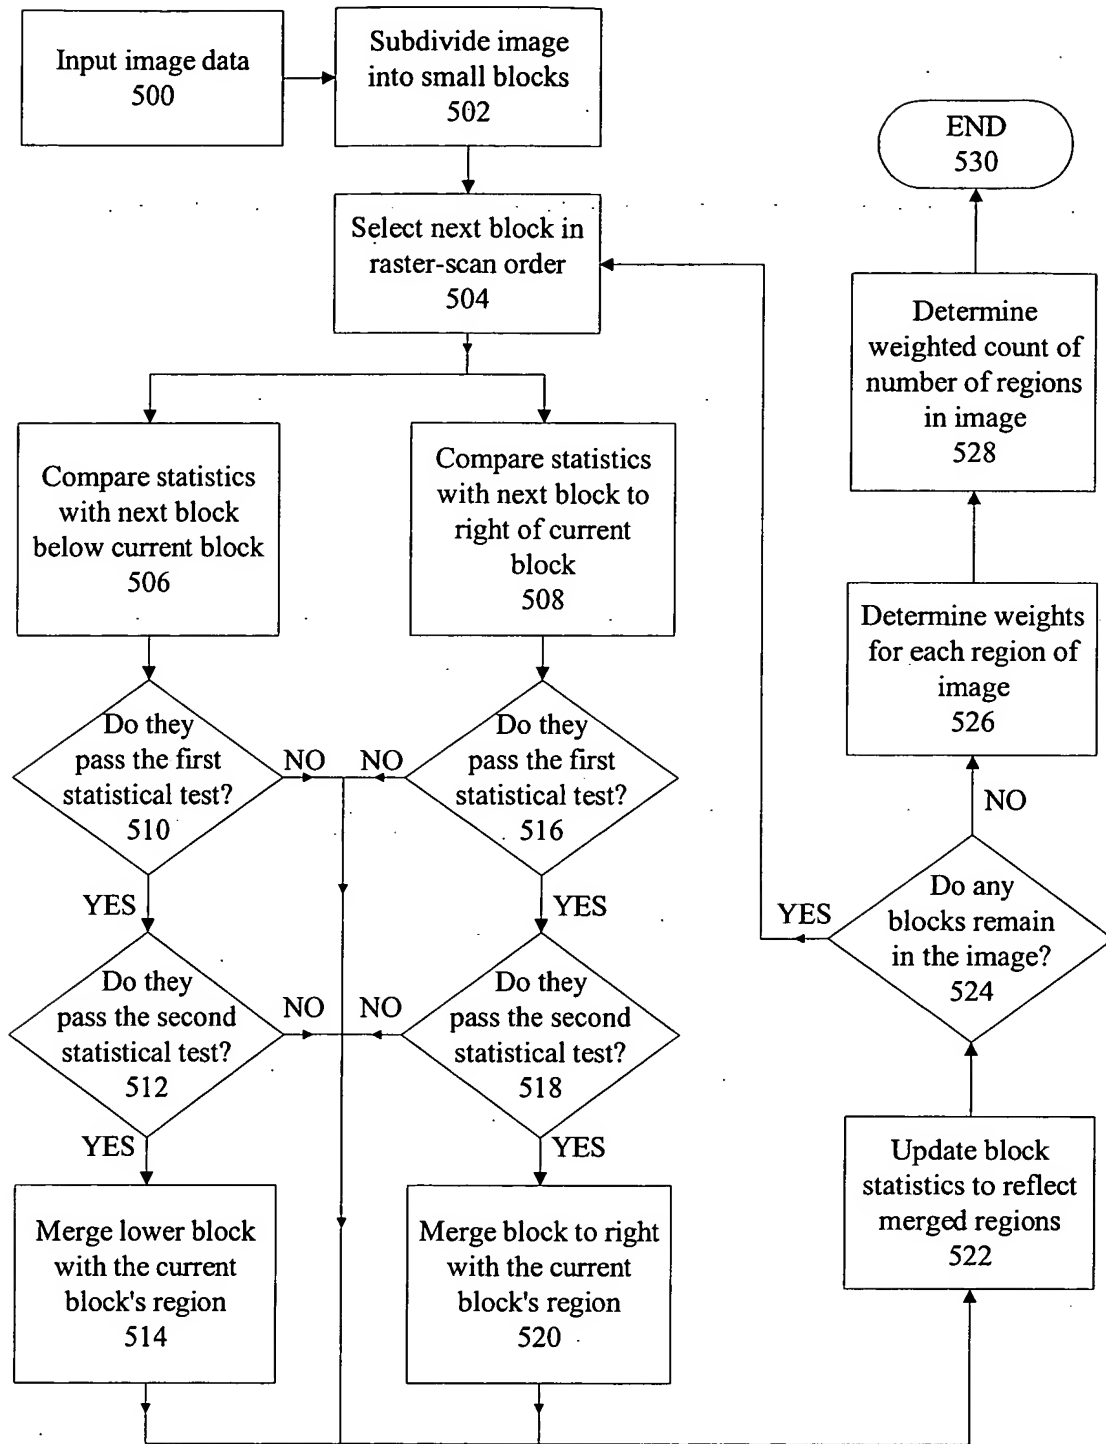 Input image data
500
Subdivide image
into small blocks
502
Select next block in
raster-scan order
504
Compare statistics
with next block
below current block
506
Compare statistics
with next block to
right of current
block
508
Do they
pass the first
statistical test?
510
NO
NO
Do they
pass the first
statistical test?
516
YES
YES
Do they
pass the second
statistical test?
512
NO
NO
Do they
pass the second
statistical test?
518
YES
YES
Merge lower block
with the current
block's region
514
Merge block to right
with the current
block's region
520
Update block
statistics to reflect
merged regions
522
Do any
blocks remain
in the image?
524
YES
NO
Determine weights
for each region of
image
526
Determine
weighted count of
number of regions
in image
528
END
530